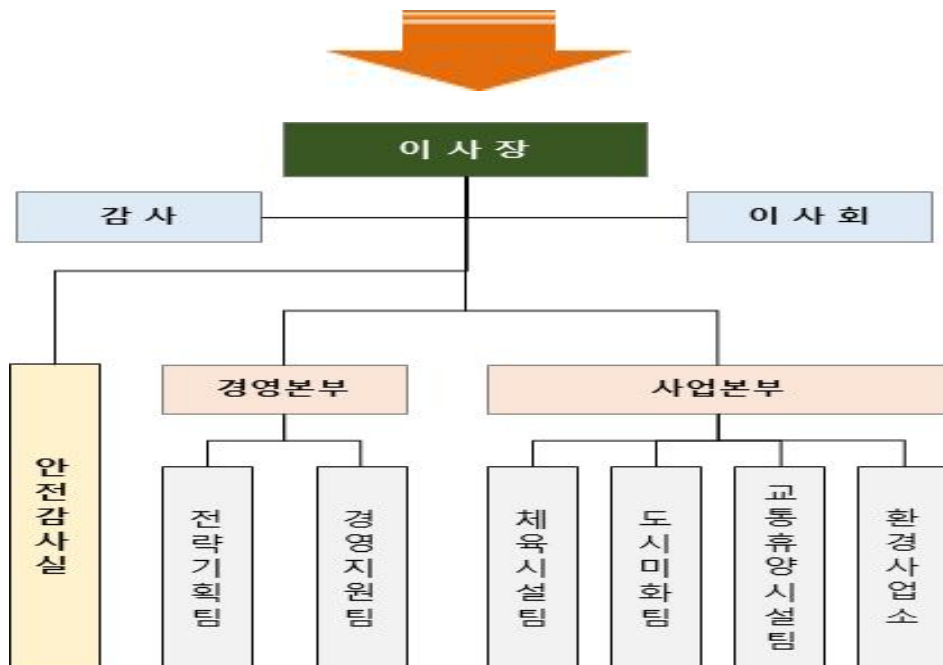 이 사 장
감 사
이 사 회
경영본부
사업본부
안전감사실
전략기획팀
경영지원팀
체육시설팀
도시미화팀
교통휴양시설팀
환경사업소